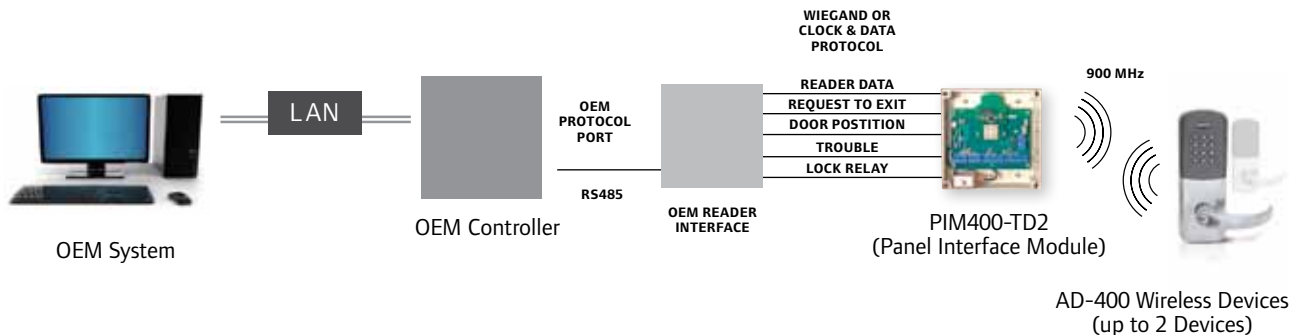 WIEGAND OR
CLOCK & DATA
PROTOCOL
900 MHz
READER DATA
REQUEST TO EXIT
DOOR POSTITION
TROUBLE
LOCK RELAY
LAN
OEM
PROTOCOL
PORT
RS485
OEM System
OEM Controller
OEM READER
INTERFACE
PIM400-TD2
(Panel Interface Module)
AD-400 Wireless Devices
(up to 2 Devices)